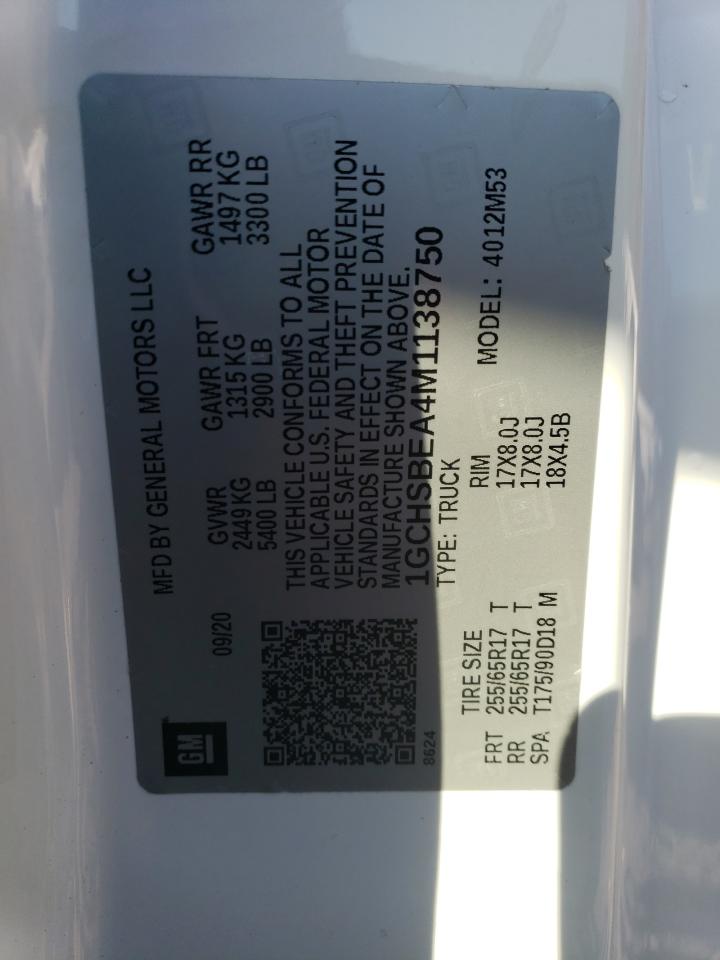 GM
09/20
MFD BY GENERAL MOTORS LLC
GVWR GAWR FRT GAWR RR
2449 KG 1315 KG 1497 KG
5400 LB 2900 LB 3300 LB
THIS VEHICLE CONFORMS TO ALL
APPLICABLE U.S. FEDERAL MOTOR
VEHICLE SAFETY AND THEFT PREVENTION
STANDARDS IN EFFECT ON THE DATE OF
MANUFACTURE SHOWN ABOVE.
1GCHSBEA4M1138750
8624
TYPE: TRUCK MODEL: 4012M53
TIRE SIZE RIM
FRT 255/65R17 T 17X8.0J
RR 255/65R17 T 17X8.0J
SPA T175/90D18 M 18X4.5B